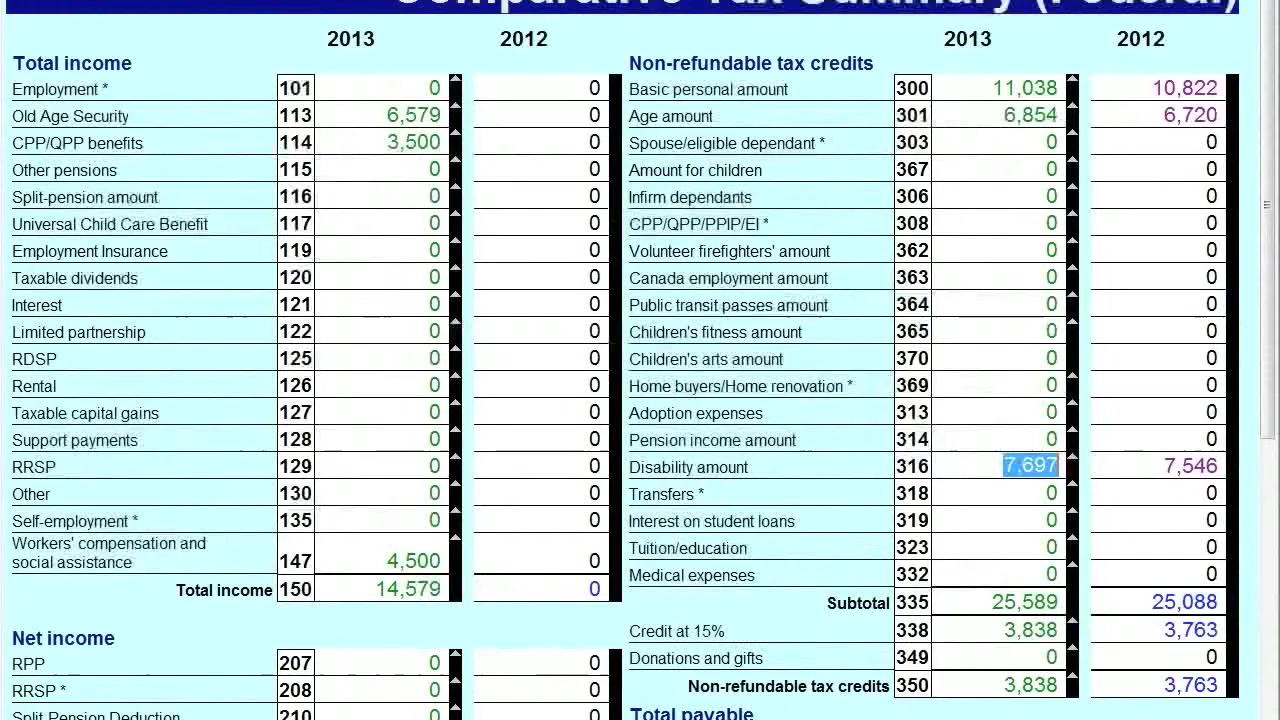 Comparative Tax Summary (Federal)
2013 2012
Total income
Employment * 101 0 0
Old Age Security 113 6,579 0
CPP/QPP benefits 114 3,500 0
Other pensions 115 0 0
Split-pension amount 116 0 0
Universal Child Care Benefit 117 0 0
Employment Insurance 119 0 0
Taxable dividends 120 0 0
Interest 121 0 0
Limited partnership 122 0 0
RDSP 125 0 0
Rental 126 0 0
Taxable capital gains 127 0 0
Support payments 128 0 0
RRSP 129 0 0
Other 130 0 0
Self-employment * 135 0 0
Workers' compensation and
social assistance 147 4,500 0
Total income 150 14,579 0
Net income
RPP 207 0 0
RRSP * 208 0 0
Split Pension Deduction 210 0 0
2013 2012
Non-refundable tax credits
Basic personal amount 300 11,038 10,822
Age amount 301 6,854 6,720
Spouse/eligible dependant * 303 0 0
Amount for children 367 0 0
Infirm dependants 306 0 0
CPP/QPP/PPIP/EI * 308 0 0
Volunteer firefighters' amount 362 0 0
Canada employment amount 363 0 0
Public transit passes amount 364 0 0
Children's fitness amount 365 0 0
Children's arts amount 370 0 0
Home buyers/Home renovation * 369 0 0
Adoption expenses 313 0 0
Pension income amount 314 0 0
Disability amount 316 7,697 7,546
Transfers * 318 0 0
Interest on student loans 319 0 0
Tuition/education 323 0 0
Medical expenses 332 0 0
Subtotal 335 25,589 25,088
Credit at 15% 338 3,838 3,763
Donations and gifts 349 0 0
Non-refundable tax credits 350 3,838 3,763
Total payable